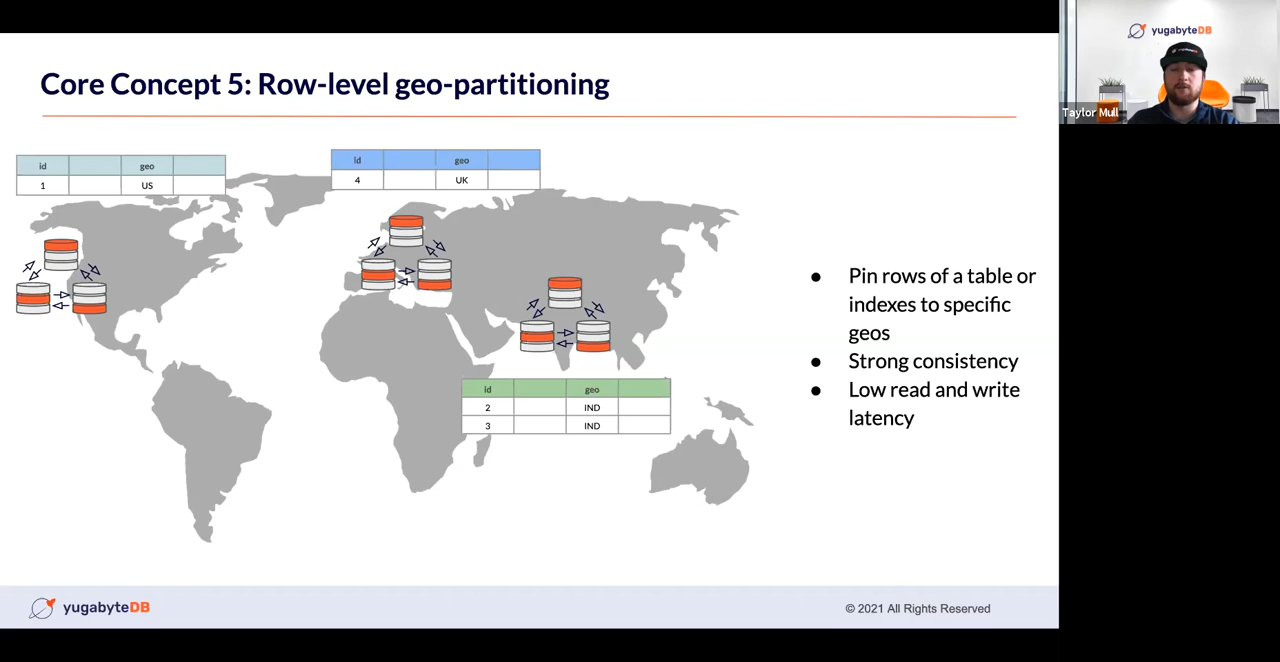 Core Concept 5: Row-level geo-partitioning
id geo
1 US
id geo
4 UK
id geo
2 IND
3 IND
● Pin rows of a table or
indexes to specific
geos
● Strong consistency
● Low read and write
latency
yugabyteDB
© 2021 All Rights Reserved
yugabyteDB
Taylor Mull